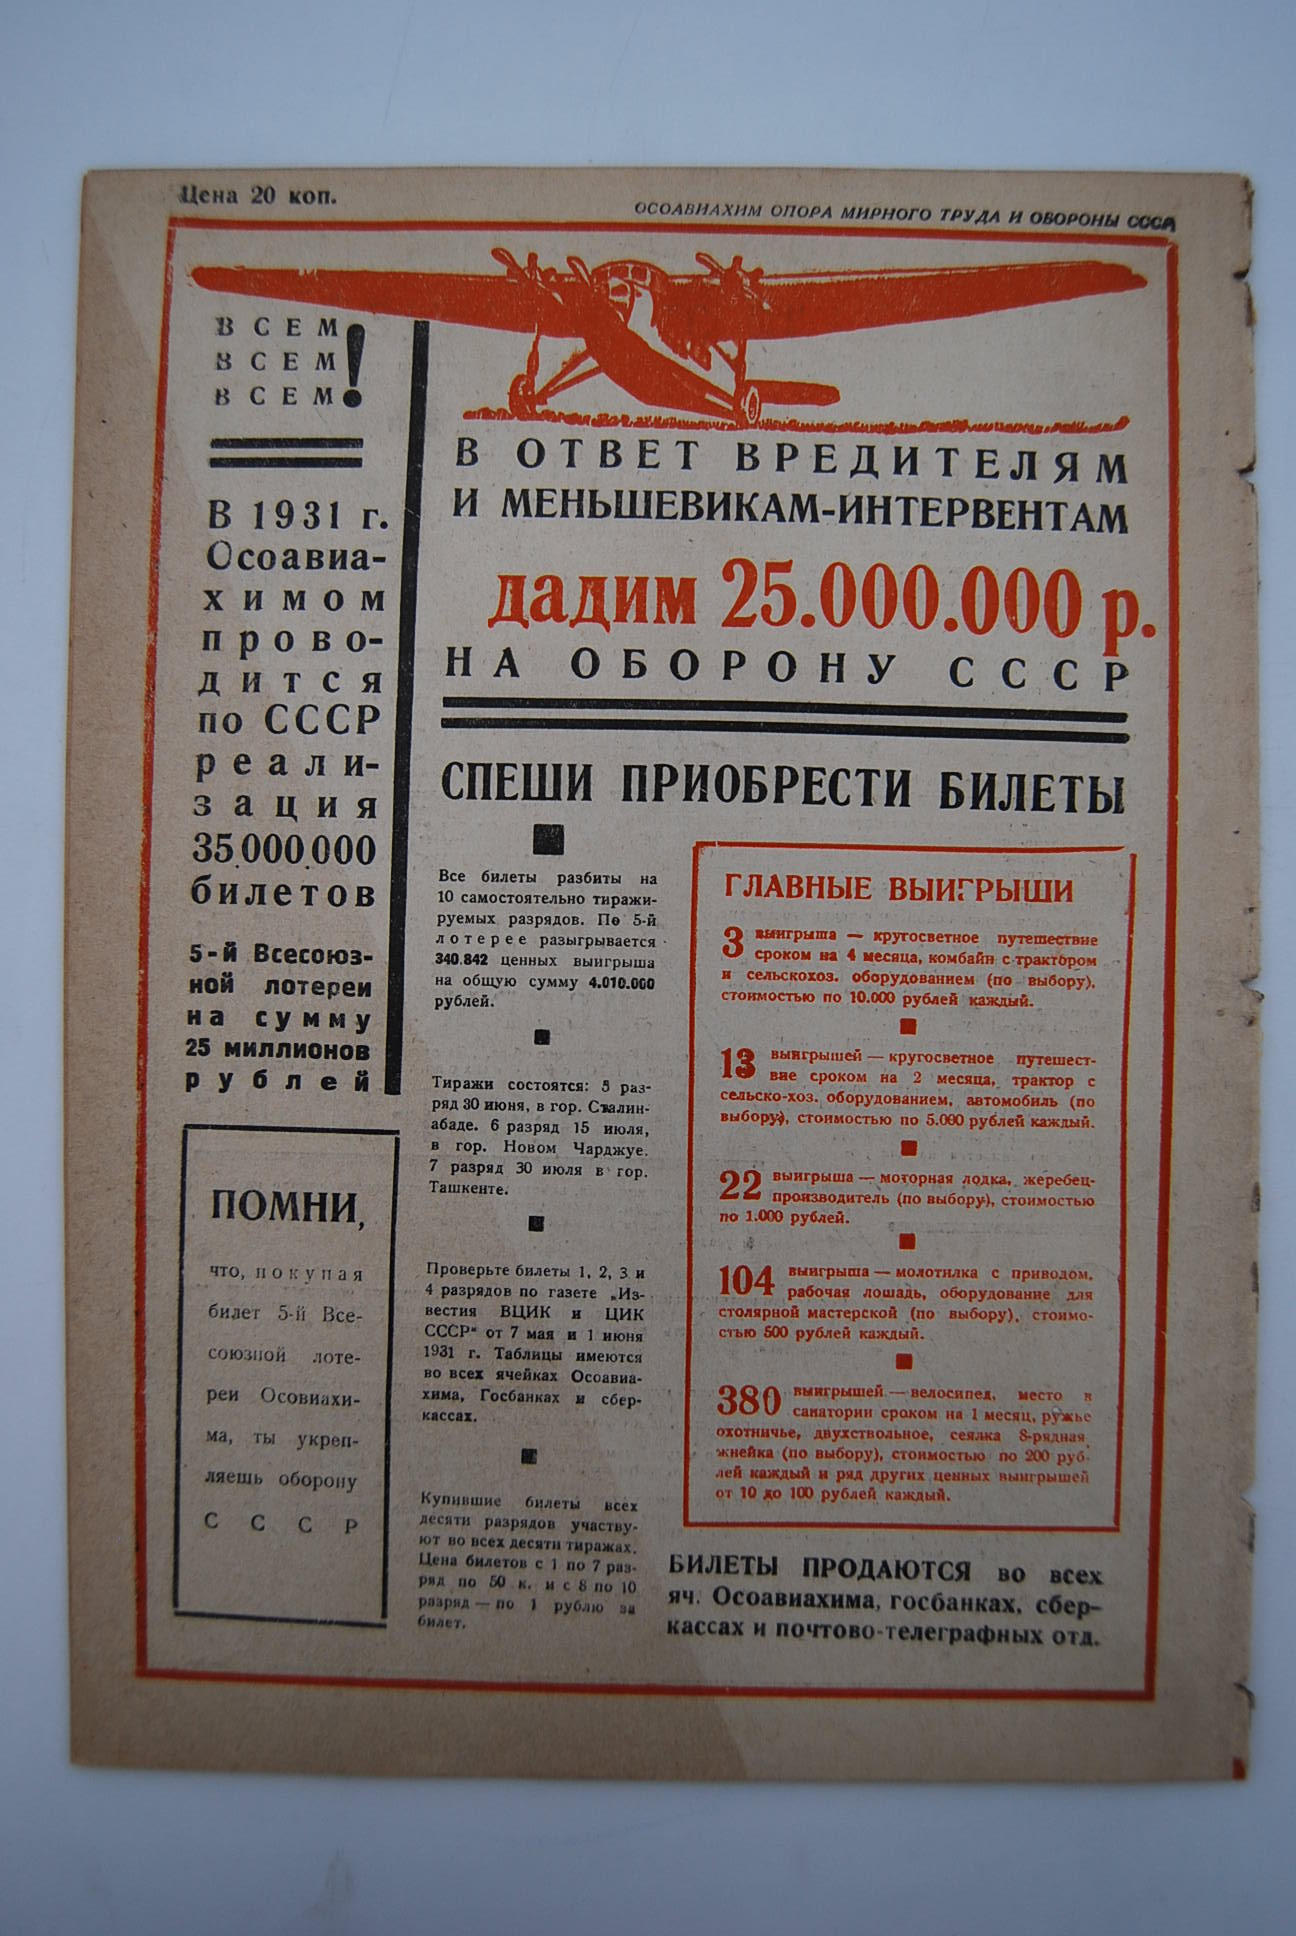 Цена 20 коп.
ОСОАВИАХИМ ОПОРА МИРНОГО ТРУДА И ОБОРОНЫ СССР
ВСЕМ
ВСЕМ
ВСЕМ!
В 1931 г.
Осоавиа-
химом
прово-
дится
по СССР
реали-
зация
35.000.000
билетов
5-й Всесоюз-
ной лотереи
на сумму
25 миллионов
рублей
ПОМНИ,
что, покупая
билет 5-й Все-
союзной лоте-
реи Осовиахи-
ма, ты укреп-
ляешь оборону
СССР
В ОТВЕТ ВРЕДИТЕЛЯМ
И МЕНЬШЕВИКАМ-ИНТЕРВЕНТАМ
дадим 25.000.000 р.
НА ОБОРОНУ СССР
СПЕШИ ПРИОБРЕСТИ БИЛЕТЫ
Все билеты разбиты на
10 самостоятельно тиражи-
руемых разрядов. По 5-й
лотерее разыгрывается
340.842 ценных выигрыша
на общую сумму 4.010.000
рублей.
Тиражи состоятся: 5 раз-
ряд 30 июня, в гор. Сталин-
абаде. 6 разряд 15 июля,
в гор. Новом Чарджуе.
7 разряд 30 июля в гор.
Ташкенте.
Проверьте билеты 1, 2, 3 и
4 разрядов по газете „Из-
вестия ВЦИК и ЦИК
СССР“ от 7 мая и 1 июня
1931 г. Таблицы имеются
во всех ячейках Осоавиа-
хима, Госбанках и сбер-
кассах.
Купившие билеты всех
десяти разрядов участву-
ют во всех десяти тиражах.
Цена билетов с 1 по 7 раз-
ряд по 50 к. и с 8 по 10
разряд — по 1 рублю за
билет.
ГЛАВНЫЕ ВЫИГРЫШИ
3 выигрыша — кругосветное путешествие
сроком на 4 месяца, комбайн с трактором
и сельскохоз. оборудованием (по выбору),
стоимостью по 10.000 рублей каждый.
13 выигрышей — кругосветное путешест-
вие сроком на 2 месяца, трактор с
сельско-хоз. оборудованием, автомобиль (по
выбору), стоимостью по 5.000 рублей каждый.
22 выигрыша — моторная лодка, жеребец-
производитель (по выбору), стоимостью
по 1.000 рублей.
104 выигрыша — молотилка с приводом,
рабочая лошадь, оборудование для
столярной мастерской (по выбору), стоимо-
стью 500 рублей каждый.
380 выигрышей — велосипед, место в
санатории сроком на 1 месяц, ружье
охотничье, двухствольное, сеялка 8-рядная,
жнейка (по выбору), стоимостью по 200 руб-
лей каждый и ряд других ценных выигрышей
от 10 до 100 рублей каждый.
БИЛЕТЫ ПРОДАЮТСЯ во всех
яч. Осоавиахима, госбанках, сбер-
кассах и почтово-телеграфных отд.